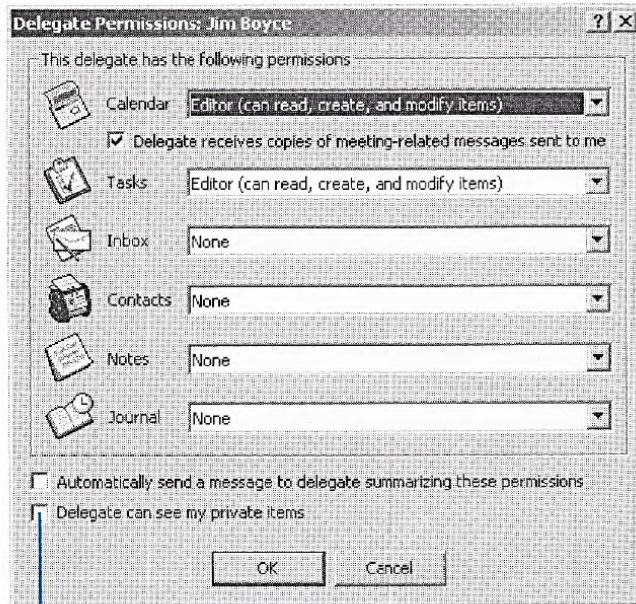 Delegate Permissions: Jim Boyce
This delegate has the following permissions
Calendar Editor (can read, create, and modify items)
Delegate receives copies of meeting-related messages sent to me
Tasks Editor (can read, create, and modify items)
Inbox None
Contacts None
Notes None
Journal None
Automatically send a message to delegate summarizing these permissions
Delegate can see my private items
OK Cancel